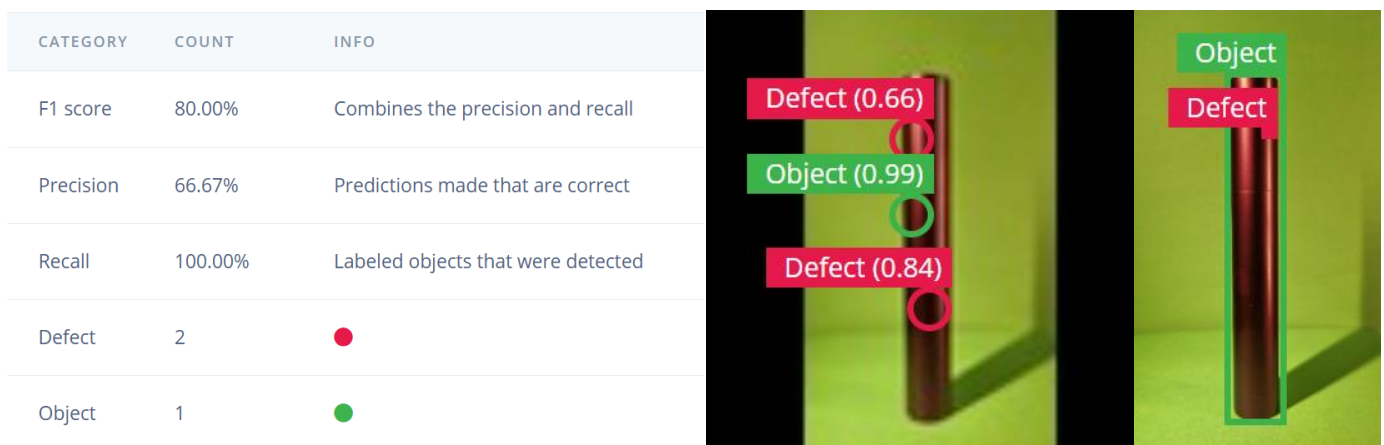 CATEGORY COUNT INFO
F1 score 80.00% Combines the precision and recall
Precision 66.67% Predictions made that are correct
Recall 100.00% Labeled objects that were detected
Defect 2
Object 1
Defect (0.66)
Object (0.99)
Defect (0.84)
Object
Defect